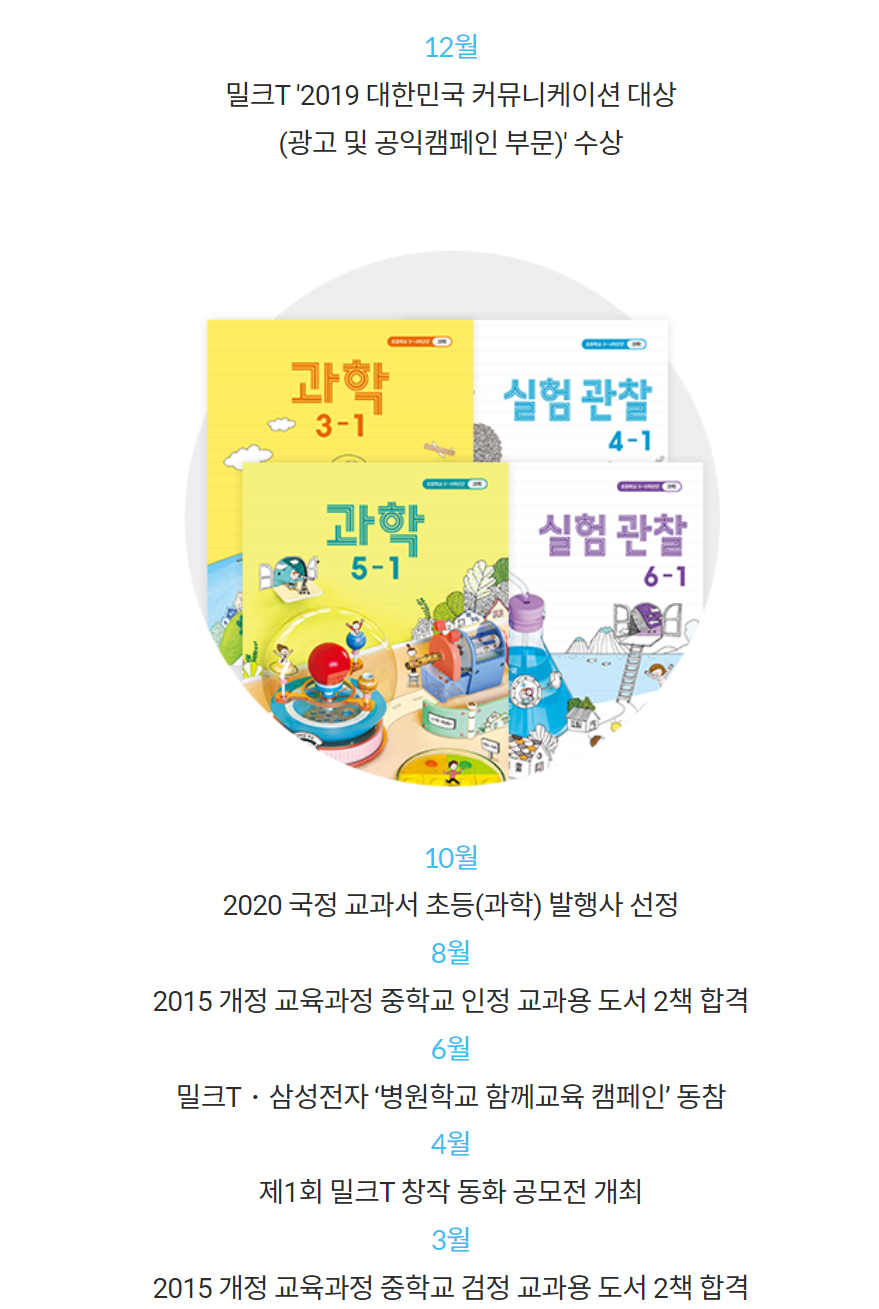 12월
밀크T '2019 대한민국 커뮤니케이션 대상
(광고 및 공익캠페인 부문)' 수상
과학
3-1
실험 관찰
4-1
과학
5-1
실험 관찰
6-1
10월
2020 국정 교과서 초등(과학) 발행사 선정
8월
2015 개정 교육과정 중학교 인정 교과용 도서 2책 합격
6월
밀크T · 삼성전자 ‘병원학교 함께교육 캠페인’ 동참
4월
제1회 밀크T 창작 동화 공모전 개최
3월
2015 개정 교육과정 중학교 검정 교과용 도서 2책 합격